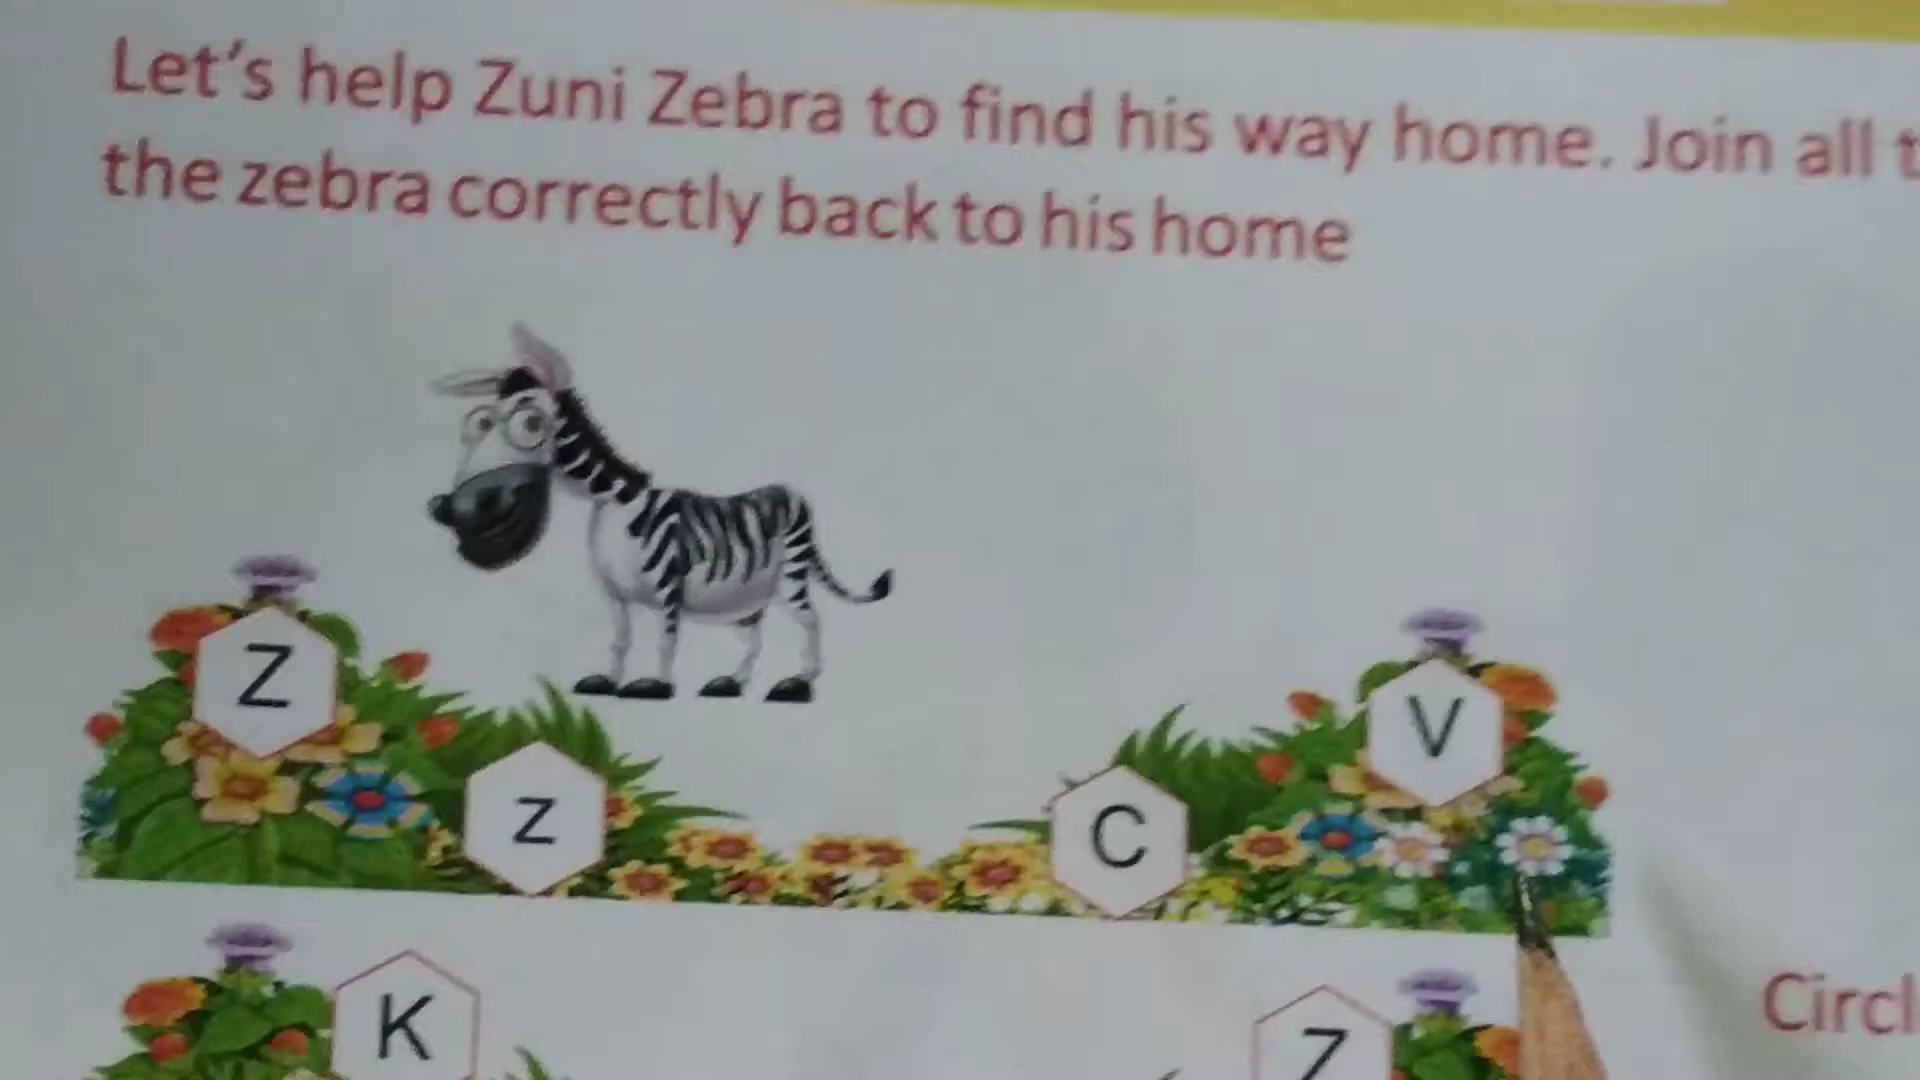 Let's help Zuni Zebra to find his way home. Join all
the zebra correctly back to his home
Z
z
C
V
K
Z